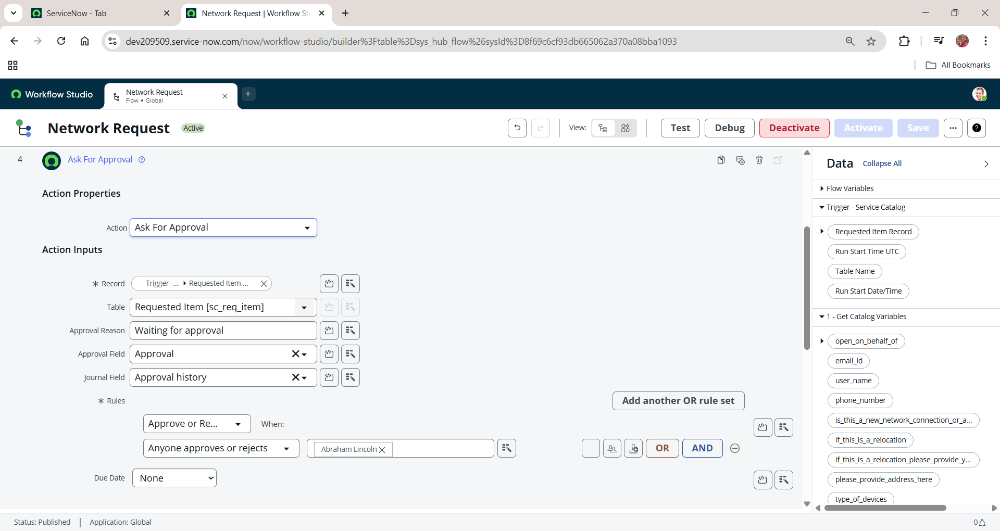 ServiceNow - Tab
Network Request | Workflow St
dev209509.service-now.com/now/workflow-studio/builder%3Ftable%3Dsys_hub_flow%26sysId%3D8f69c6cf93db665062a370a08bba1093
All Bookmarks
Workflow Studio
Network Request
Flow • Global
Network Request
Active
View:
Test
Debug
Deactivate
Activate
Save
4
Ask For Approval
Action Properties
Action
Ask For Approval
Action Inputs
* Record
Trigger -... Requested Item ...
Table
Requested Item [sc_req_item]
Approval Reason
Waiting for approval
Approval Field
Approval
Journal Field
Approval history
* Rules
Add another OR rule set
Approve or Re...
When:
Anyone approves or rejects
Abraham Lincoln
OR
AND
Due Date
None
Data
Collapse All
Flow Variables
Trigger - Service Catalog
Requested Item Record
Run Start Time UTC
Table Name
Run Start Date/Time
1 - Get Catalog Variables
open_on_behalf_of
email_id
user_name
phone_number
is_this_a_new_network_connection_or_a...
if_this_is_a_relocation
if_this_is_a_relocation_please_provide_y...
please_provide_address_here
type_of_devices
Status: Published
Application: Global
0